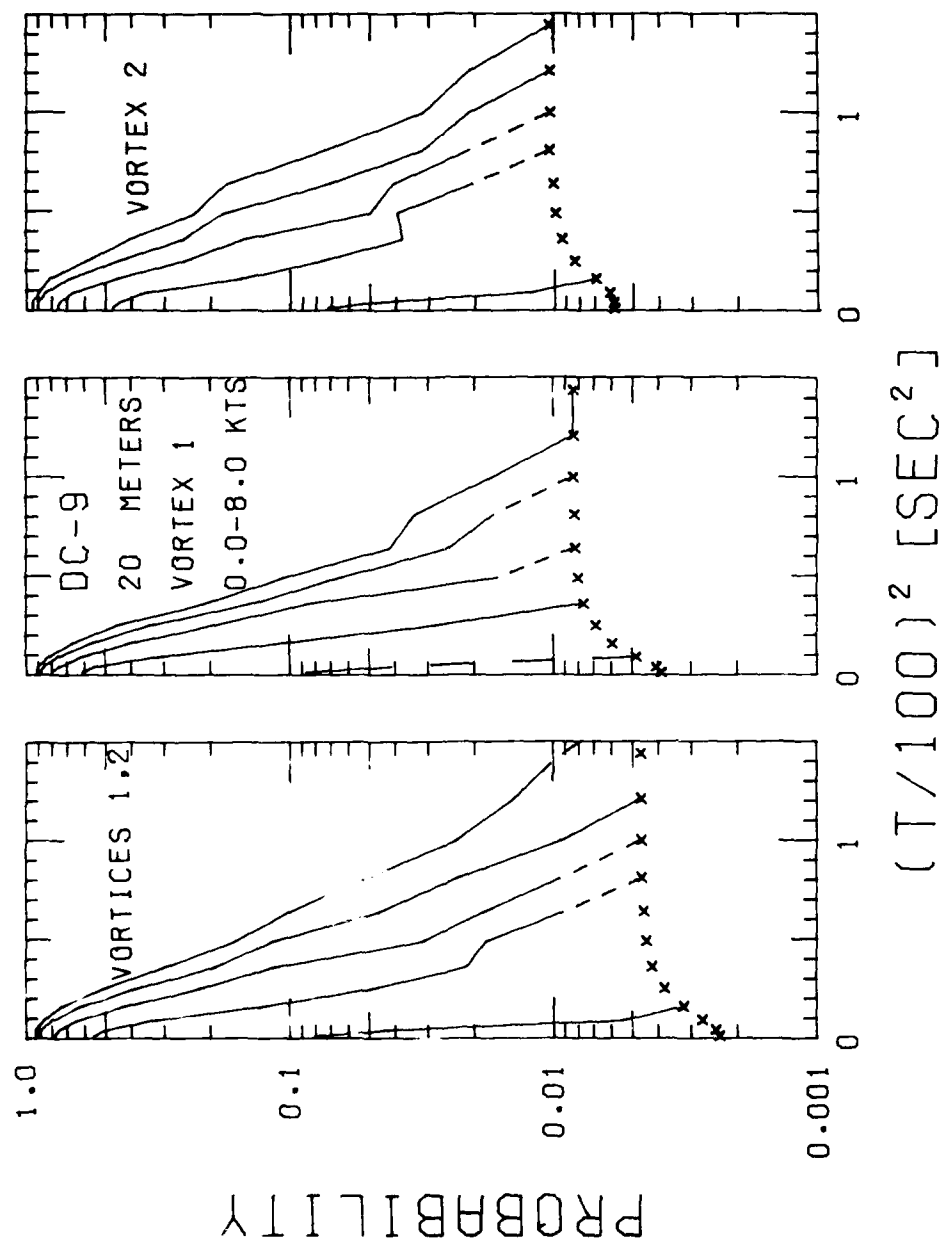 PROBABILITY
1.0
0.1
0.01
0.001
VORTICES 1,2
0
1
DC-9
20 METERS
VORTEX 1
0.0-8.0 KTS
0
1
VORTEX 2
0
1
(T/100)² [SEC²]